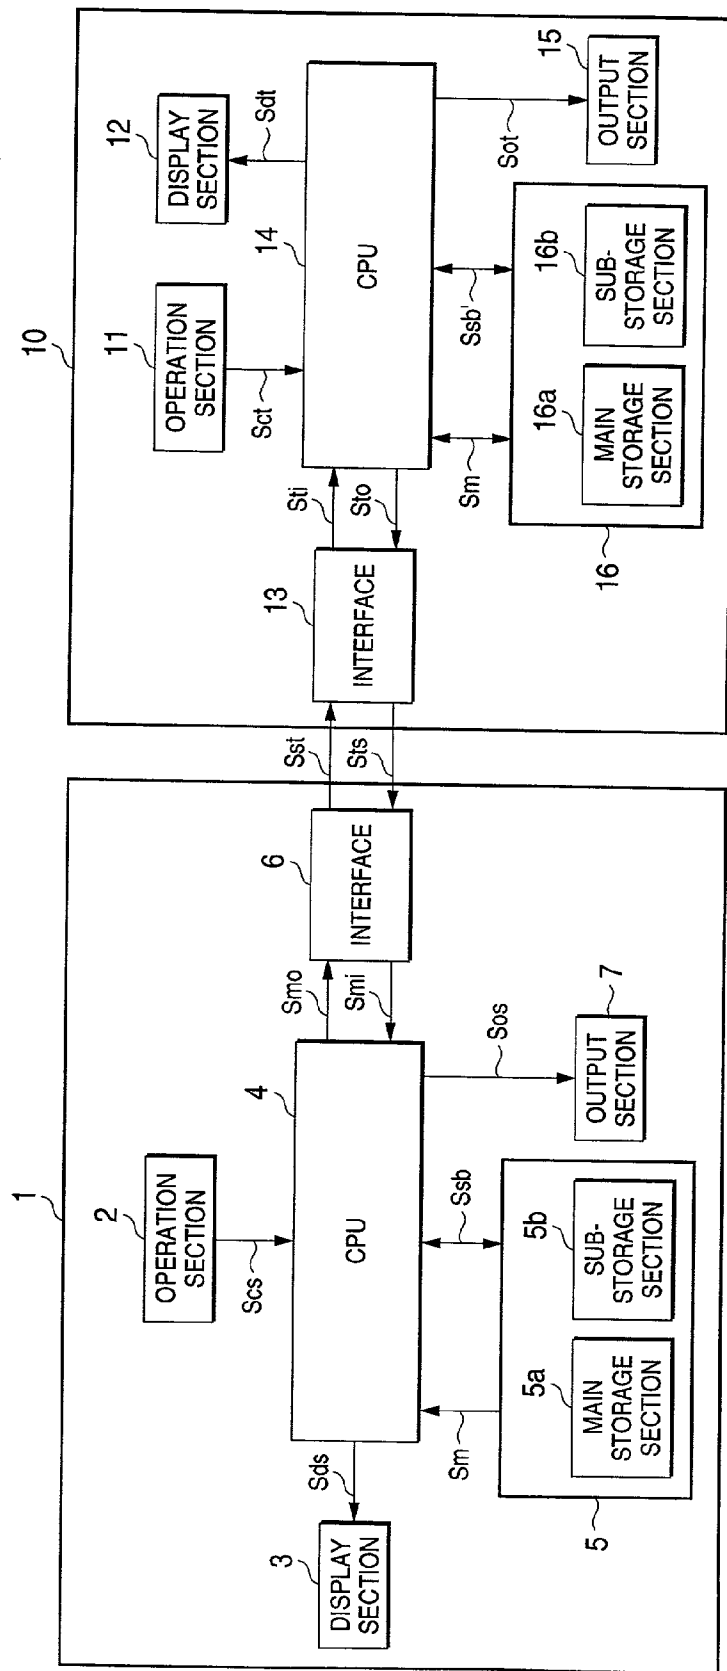 1
2
OPERATION
SECTION
Scs
3
DISPLAY
SECTION
Sds
4
CPU
Smo
Smi
6
INTERFACE
Sm
Ssb
Sos
5
5a
MAIN
STORAGE
SECTION
5b
SUB-
STORAGE
SECTION
7
OUTPUT
SECTION
Sst
Sts
10
11
OPERATION
SECTION
Sct
12
DISPLAY
SECTION
Sdt
13
INTERFACE
Sti
Sto
14
CPU
Sm
Ssb'
Sot
16
16a
MAIN
STORAGE
SECTION
16b
SUB-
STORAGE
SECTION
15
OUTPUT
SECTION